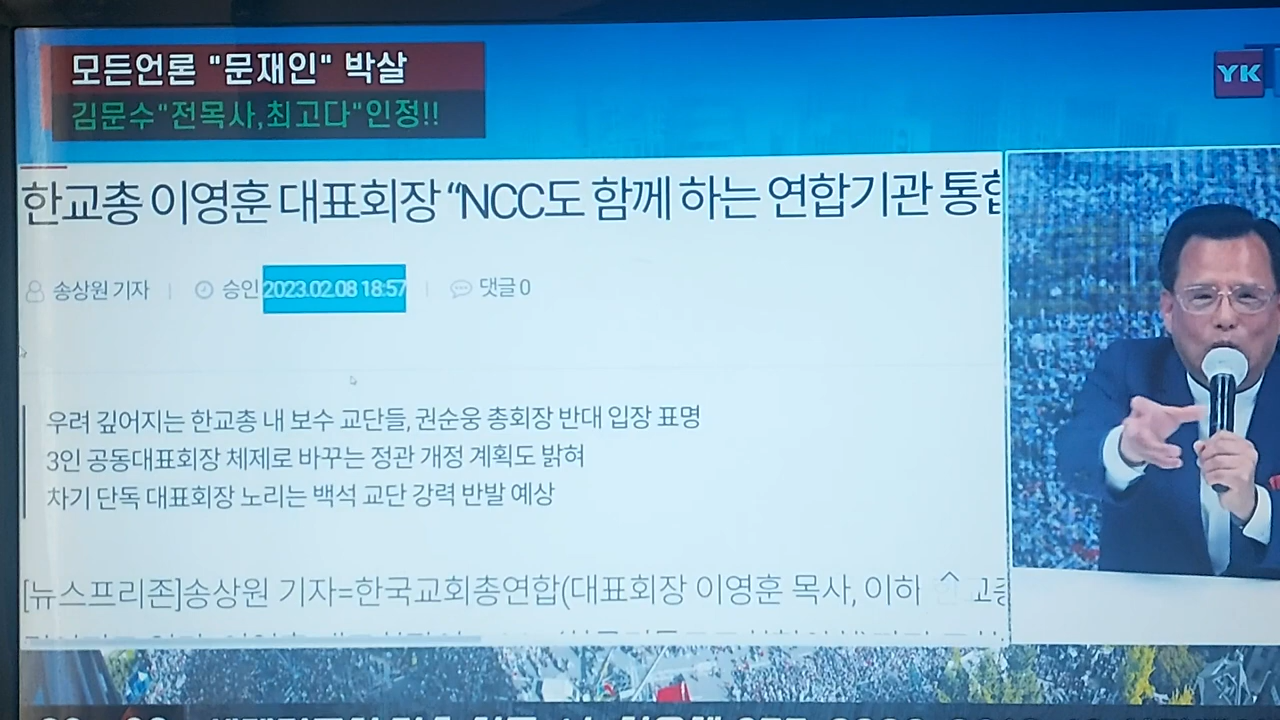 모든언론 "문재인" 박살
김문수"전목사,최고다"인정!!
YK
한교총 이영훈 대표회장 “NCC도 함께 하는 연합기관 통합
송상원 기자 | 승인 2023.02.08 18:57 | 댓글 0
우려 깊어지는 한교총 내 보수 교단들, 권순웅 총회장 반대 입장 표명
3인 공동대표회장 체제로 바꾸는 정관 개정 계획도 밝혀
차기 단독 대표회장 노리는 백석 교단 강력 반발 예상
[뉴스프리존]송상원 기자=한국교회총연합(대표회장 이영훈 목사, 이하 한교총